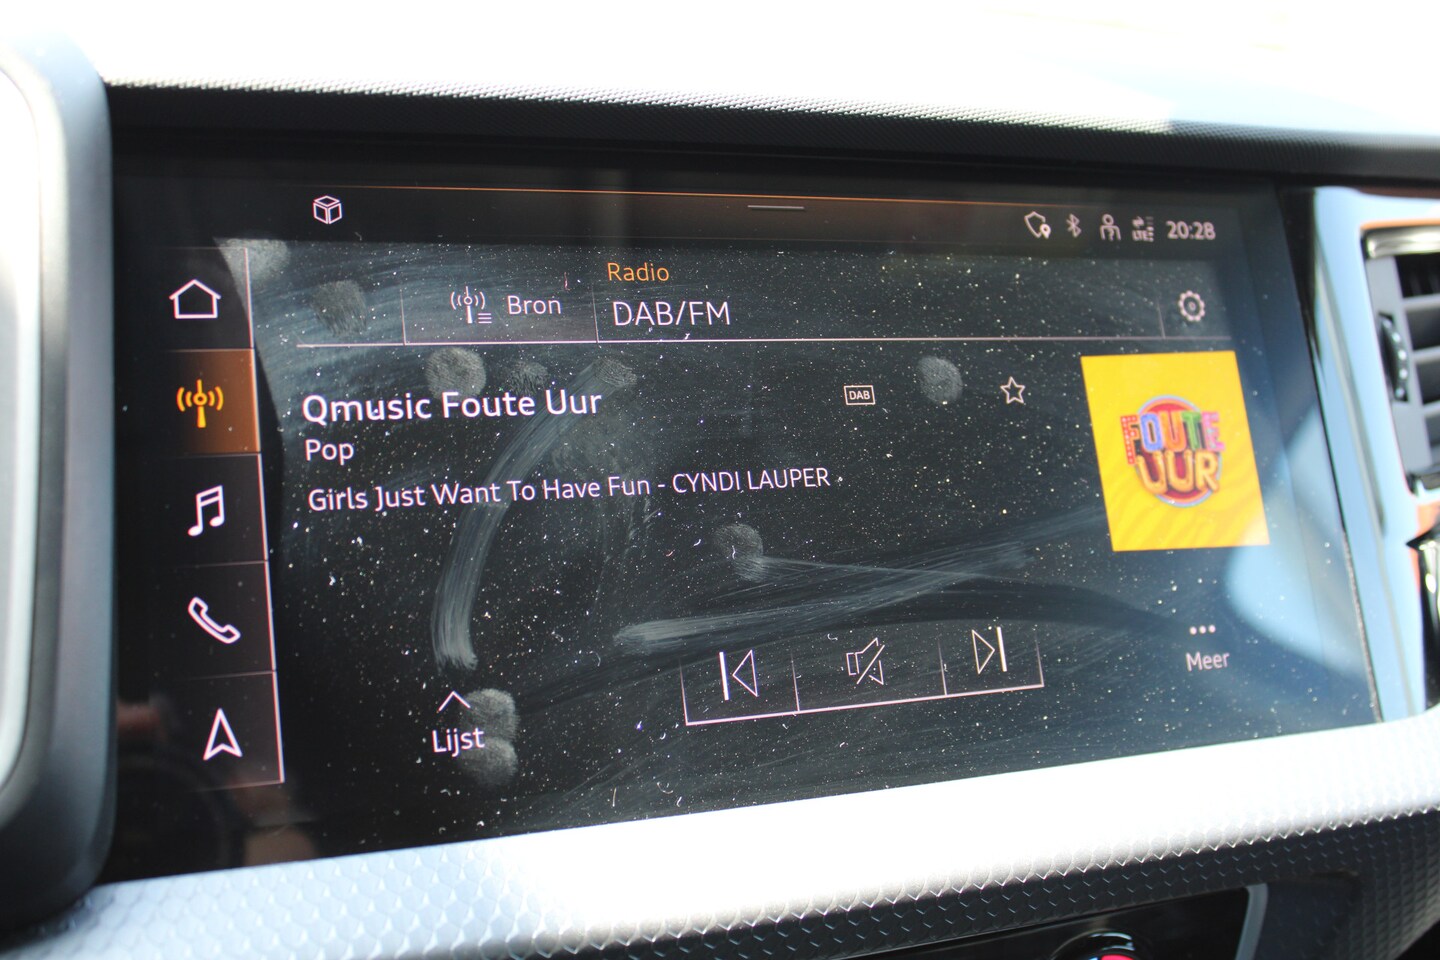 LTE 20:28
Radio
Bron DAB/FM
Qmusic Foute Uur
DAB
Pop
Girls Just Want To Have Fun - CYNDI LAUPER
FOUTE
UUR
Meer
Lijst